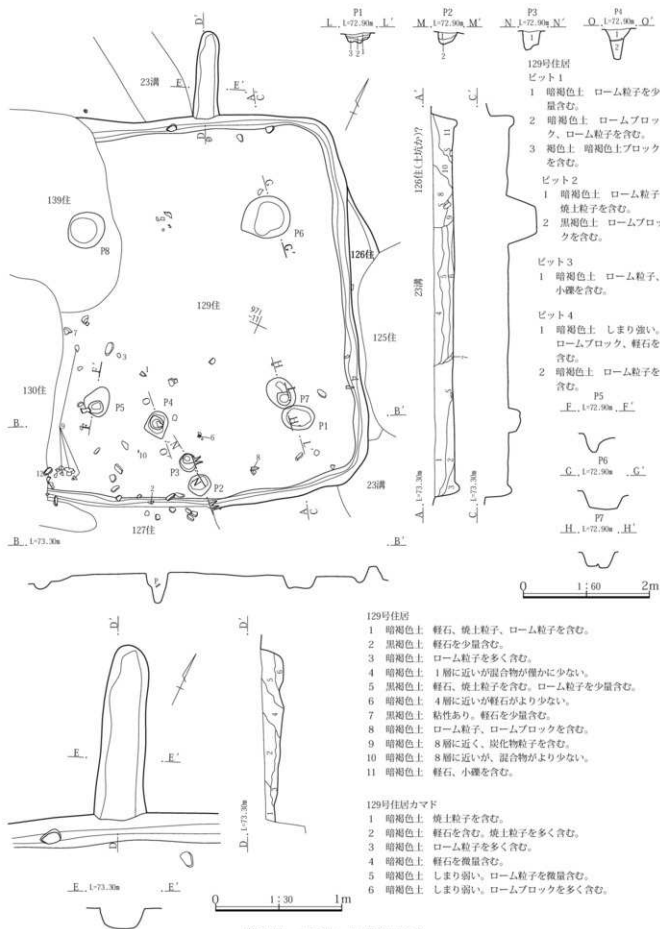 P1
L L=72.90m L'
3 2 1
P2
M L=72.90m M'
2
P3
N L=72.90m N'
1
P4
O L=72.90m O'
1
2
129号住居
ピット1
1 暗褐色土 ローム粒子を少
量含む。
2 暗褐色土 ロームブロッ
ク、ローム粒子を含む。
3 褐色土 暗褐色土ブロック
を含む。
ピット2
1 暗褐色土 ローム粒子
焼土粒子を含む。
2 黒褐色土 ロームブロッ
クを含む。
ピット3
1 暗褐色土 ローム粒子、
小礫を含む。
ピット4
1 暗褐色土 しまり強い。
ロームブロック、軽石を
含む。
2 暗褐色土 ローム粒子を
含む。
P5
F L=72.90m F'
P6
G L=72.90m G'
P7
H L=72.90m H'
0 1:60 2m
D'
23溝
E E'
A C
D
139住
P8
G
P6
G'
126住
129住
125住
130住
F'
P5
P4
H
P7
P1
P3
P2
B B'
127住
23溝
A C
A' C'
126住(土坑か)?
23溝
A L=73.30m
C L=73.30m
B L=73.30m B'
P4
D' D'
E E'
D
D L=73.30m
E L=73.30m E'
0 1:30 1m
129号住居
1 暗褐色土 軽石、焼土粒子、ローム粒子を含む。
2 黒褐色土 軽石を少量含む。
3 暗褐色土 ローム粒子を多く含む。
4 暗褐色土 1層に近いが混合物が僅かに少ない。
5 黒褐色土 軽石、焼土粒子を含む。ローム粒子を少量含む。
6 暗褐色土 4層に近いが軽石がより少ない。
7 黒褐色土 粘性あり。軽石を少量含む。
8 暗褐色土 ローム粒子、ロームブロックを含む。
9 暗褐色土 8層に近く、炭化物粒子を含む。
10 暗褐色土 8層に近いが、混合物がより少ない。
11 暗褐色土 軽石、小礫を含む。
129号住居カマド
1 暗褐色土 焼土粒子を含む。
2 暗褐色土 軽石を含む。焼土粒子を多く含む。
3 暗褐色土 ローム粒子を多く含む。
4 暗褐色土 軽石を微量含む。
5 暗褐色土 しまり弱い。ローム粒子を微量含む。
6 暗褐色土 しまり弱い。ロームブロックを多く含む。